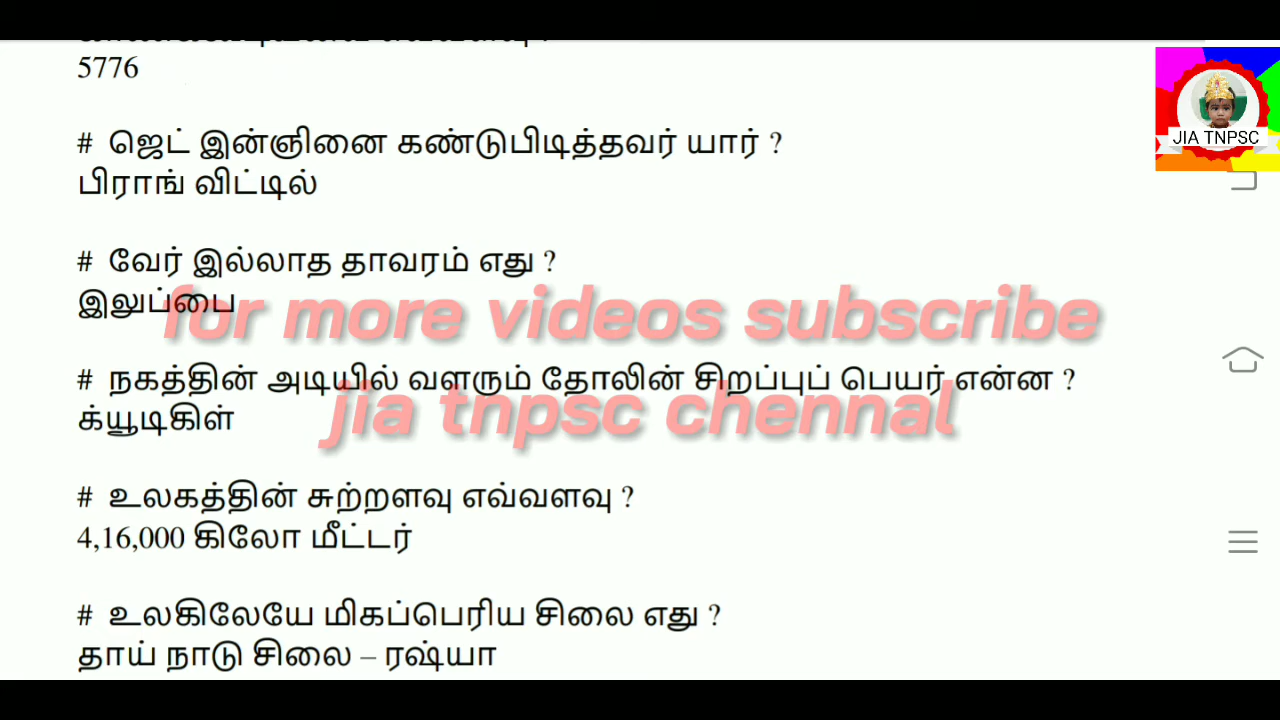 5776
# ஜெட் இன்ஞினை கண்டுபிடித்தவர் யார் ?
பிராங் விட்டில்
# வேர் இல்லாத தாவரம் எது ?
இலுப்பை
for more videos subscribe
# நகத்தின் அடியில் வளரும் தோலின் சிறப்புப் பெயர் என்ன ?
jia tnpsc chennal
க்யூடிகிள்
# உலகத்தின் சுற்றளவு எவ்வளவு ?
4,16,000 கிலோ மீட்டர்
# உலகிலேயே மிகப்பெரிய சிலை எது ?
தாய் நாடு சிலை – ரஷ்யா
JIA TNPSC